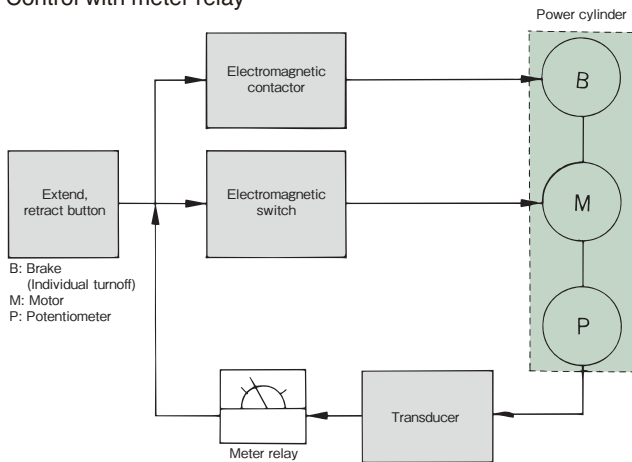 Control with meter relay
Power cylinder
Electromagnetic
contactor
B
Extend,
retract button
Electromagnetic
switch
M
B: Brake
(Individual turnoff)
M: Motor
P: Potentiometer
P
Transducer
Meter relay